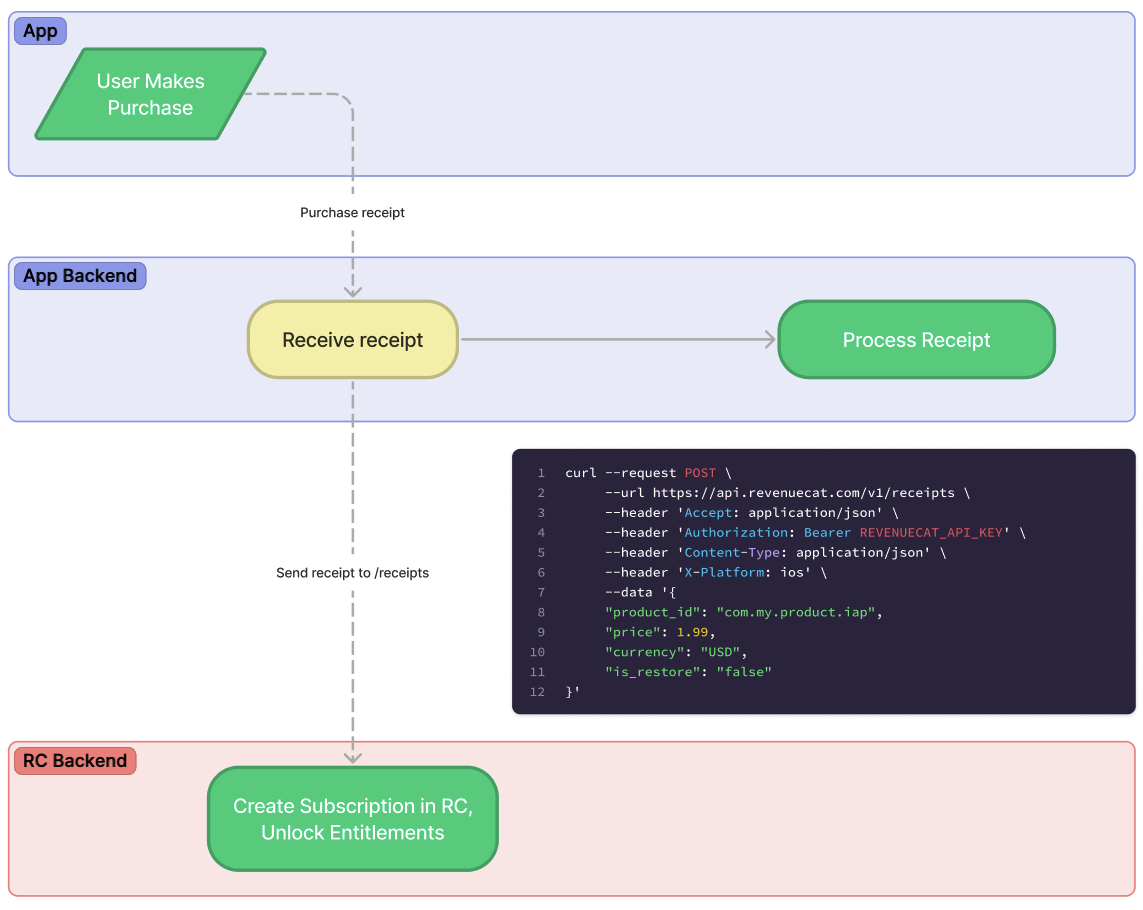 App
User Makes
Purchase
Purchase receipt
App Backend
Receive receipt
Process Receipt
1 curl --request POST \
2 --url https://api.revenuecat.com/v1/receipts \
3 --header 'Accept: application/json' \
4 --header 'Authorization: Bearer REVENUECAT_API_KEY' \
5 --header 'Content-Type: application/json' \
6 --header 'X-Platform: ios' \
7 --data '{
8 "product_id": "com.my.product.iap",
9 "price": 1.99,
10 "currency": "USD",
11 "is_restore": "false"
12 }'
Send receipt to /receipts
RC Backend
Create Subscription in RC,
Unlock Entitlements